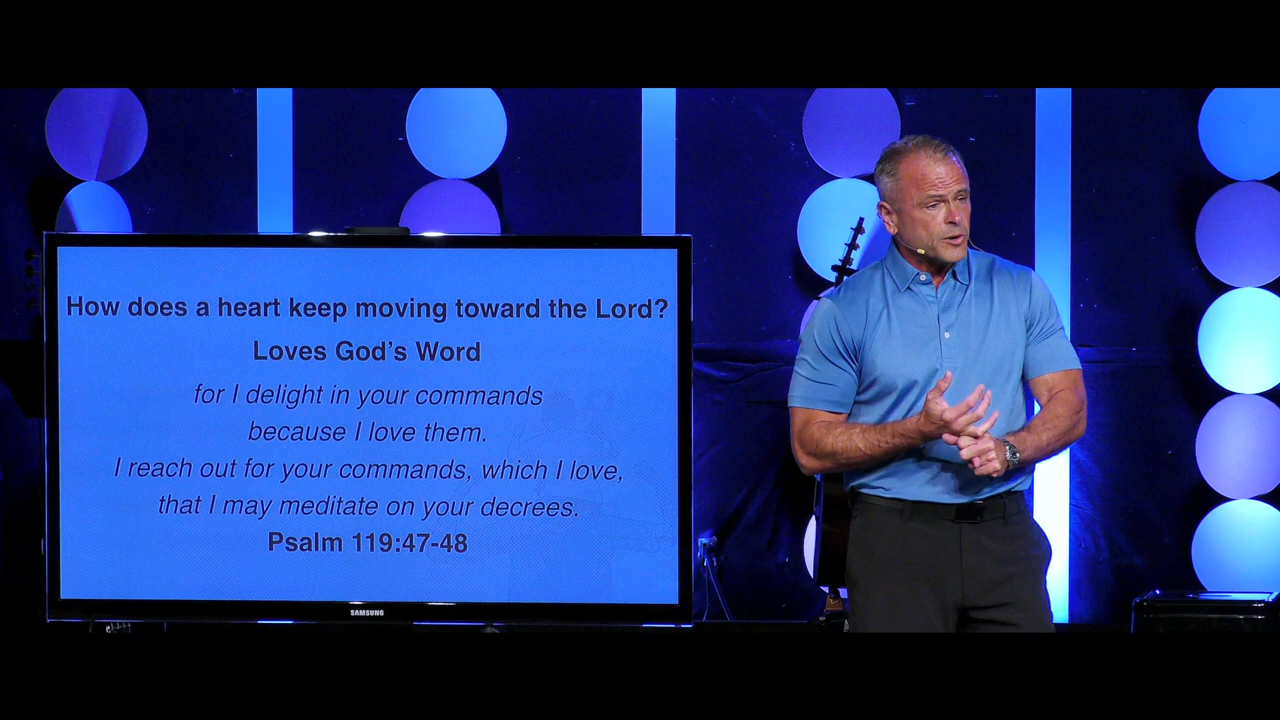 How does a heart keep moving toward the Lord?
Loves God's Word
for I delight in your commands
because I love them.
I reach out for your commands, which I love,
that I may meditate on your decrees.
Psalm 119:47-48
SAMSUNG